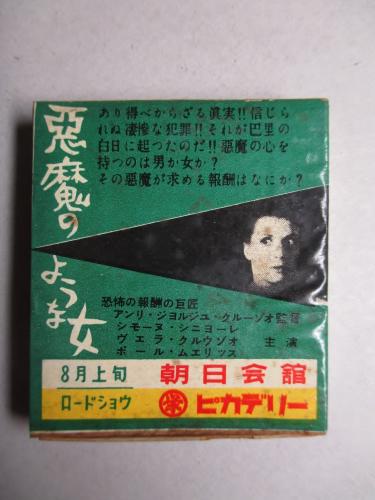 惡魔の
ような女
あり得べからざる眞実!!信じら
れぬ凄惨な犯罪!!それが巴里の
白日に起つたのだ!!惡魔の心を
持つのは男か女か?
その惡魔が求める報酬はなにか?
恐怖の報酬の巨匠
アンリ・ジョルジュ・クルーゾオ監督
シモーヌ・シニョーレ
ヴェラ・クルウゾオ 主演
ポール・ムエリッス
8月上旬 朝日会舘
ロードショウ ピカデリー